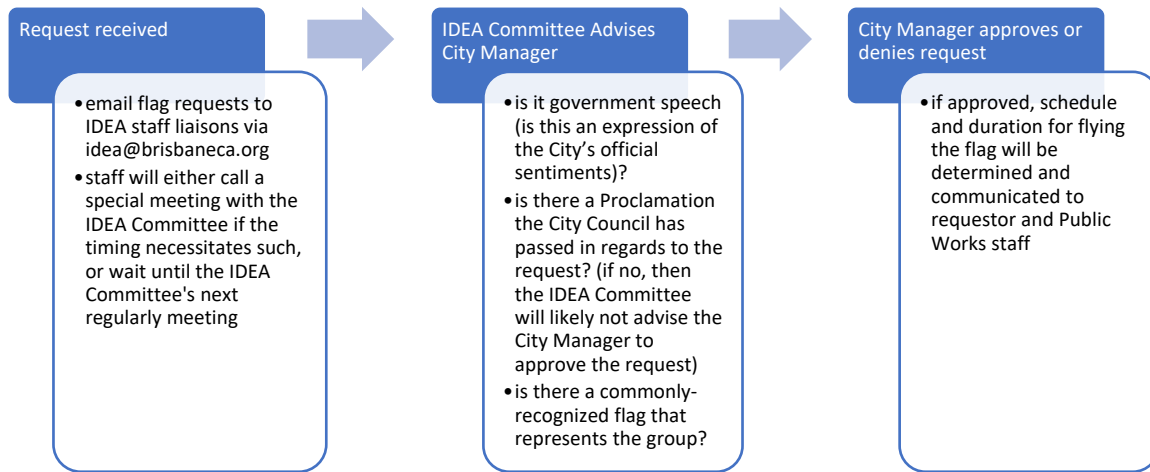 Request received
•email flag requests to
IDEA staff liaisons via
idea@brisbaneca.org
•staff will either call a
special meeting with the
IDEA Committee if the
timing necessitates such,
or wait until the IDEA
Committee's next
regularly meeting
IDEA Committee Advises
City Manager
•is it government speech
(is this an expression of
the City’s official
sentiments)?
•is there a Proclamation
the City Council has
passed in regards to the
request? (if no, then
the IDEA Committee
will likely not advise the
City Manager to
approve the request)
•is there a commonly-
recognized flag that
represents the group?
City Manager approves or
denies request
•if approved, schedule
and duration for flying
the flag will be
determined and
communicated to
requestor and Public
Works staff